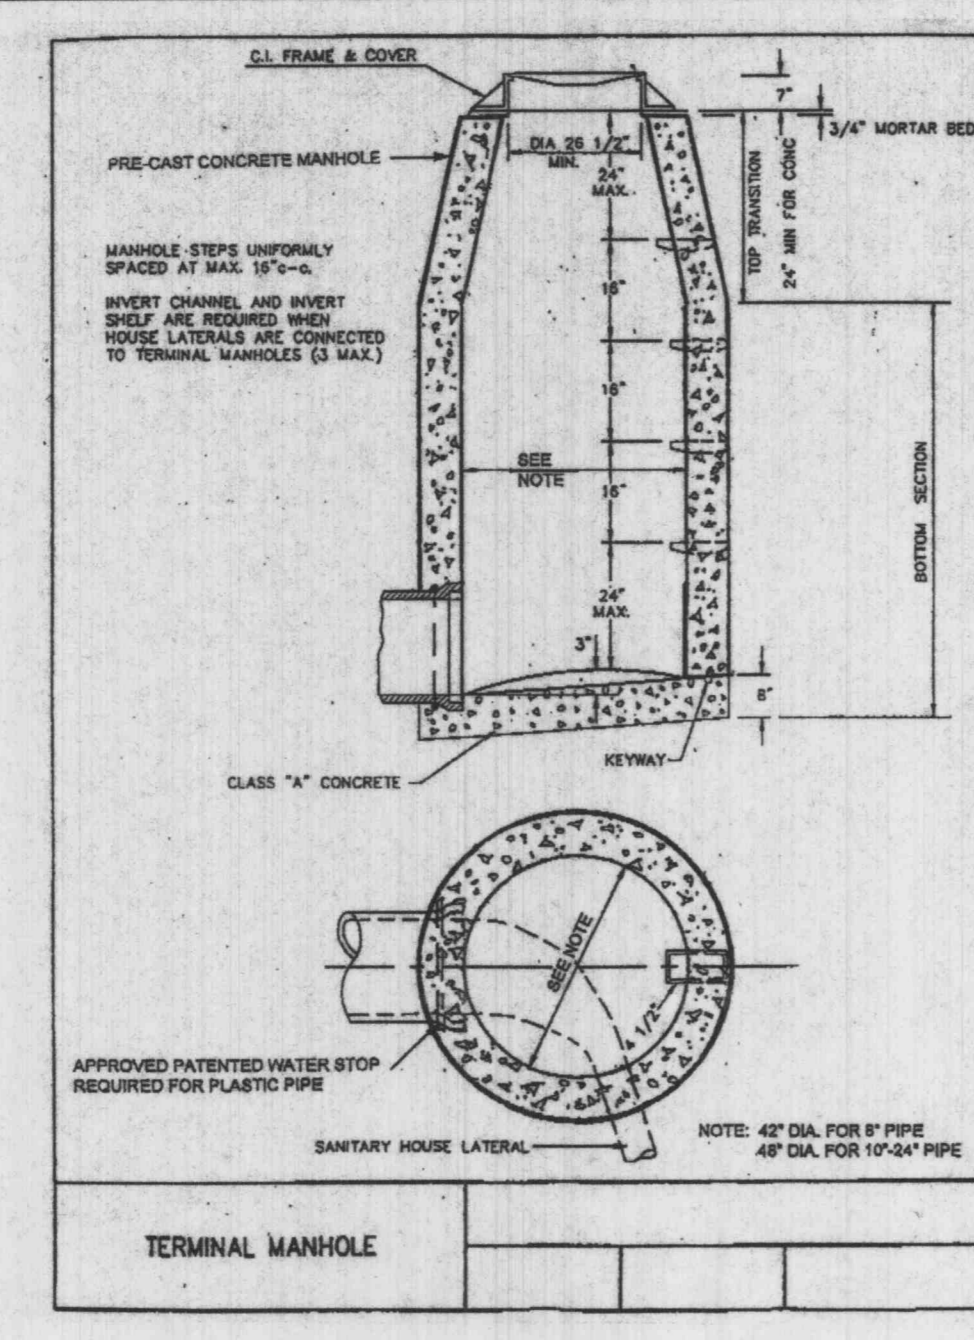 C.I. FRAME & COVER
7"
3/4" MORTAR BED
PRE-CAST CONCRETE MANHOLE
DIA 26 1/2"
MIN.
24"
MAX.
TOP TRANSITION
24" MIN FOR CONC
MANHOLE STEPS UNIFORMLY
SPACED AT MAX. 16"c-c.
INVERT CHANNEL AND INVERT
SHELF ARE REQUIRED WHEN
HOUSE LATERALS ARE CONNECTED
TO TERMINAL MANHOLES (3 MAX.)
16"
16"
SEE
NOTE
16"
BOTTOM SECTION
24"
MAX.
3"
8"
KEYWAY
CLASS "A" CONCRETE
SEE NOTE
4 1/2"
APPROVED PATENTED WATER STOP
REQUIRED FOR PLASTIC PIPE
SANITARY HOUSE LATERAL
NOTE: 42" DIA. FOR 8" PIPE
48" DIA. FOR 10"-24" PIPE
TERMINAL MANHOLE